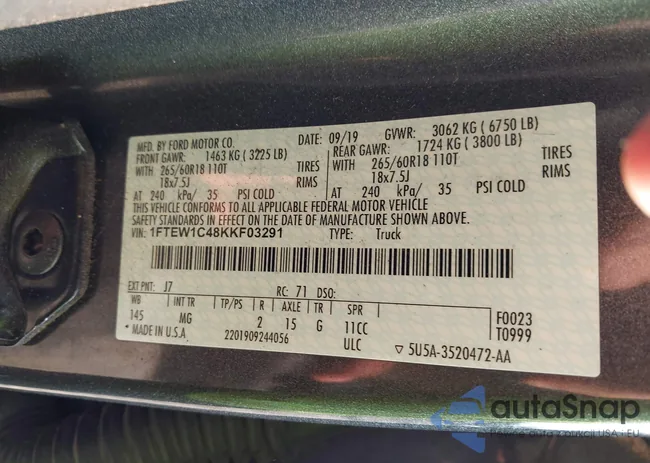 MFD. BY FORD MOTOR CO. DATE: 09/19 GVWR: 3062 KG ( 6750 LB)
FRONT GAWR: 1463 KG ( 3225 LB) REAR GAWR: 1724 KG ( 3800 LB)
WITH 265/60R18 110T TIRES WITH 265/60R18 110T TIRES
18x7.5J RIMS 18x7.5J RIMS
AT 240 kPa/ 35 PSI COLD AT 240 kPa/ 35 PSI COLD
THIS VEHICLE CONFORMS TO ALL APPLICABLE FEDERAL MOTOR VEHICLE
SAFETY STANDARDS IN EFFECT ON THE DATE OF MANUFACTURE SHOWN ABOVE.
VIN: 1FTEW1C48KKF03291 TYPE: Truck
EXT PNT: J7 RC: 71 DSO:
WB INT TR TP/PS R AXLE TR SPR F0023
145 MG 2 15 G 11CC T0999
* MADE IN U.S.A. 2201909244056 ULC ▽ 5U5A-3520472-AA
autoSnap
auto council USA • EU